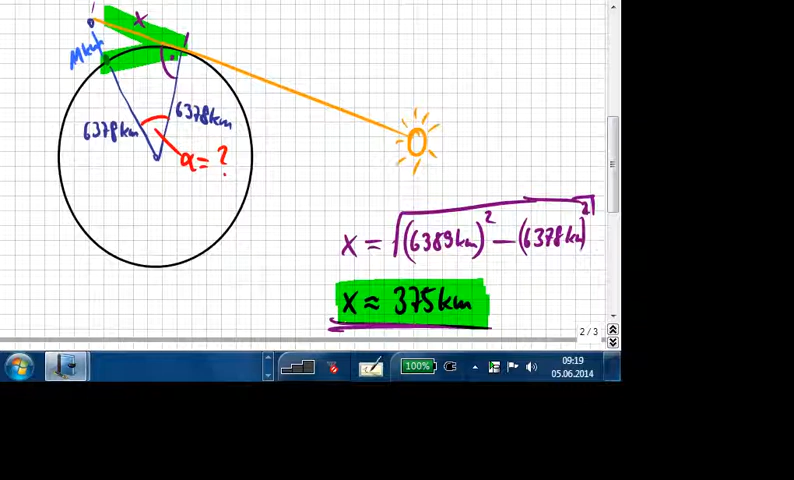 x
11km
6378km
6378km
α = ?
x = √(6389km)² − (6378km)²
x ≈ 375km
2 / 3
100%
09:19
05.06.2014